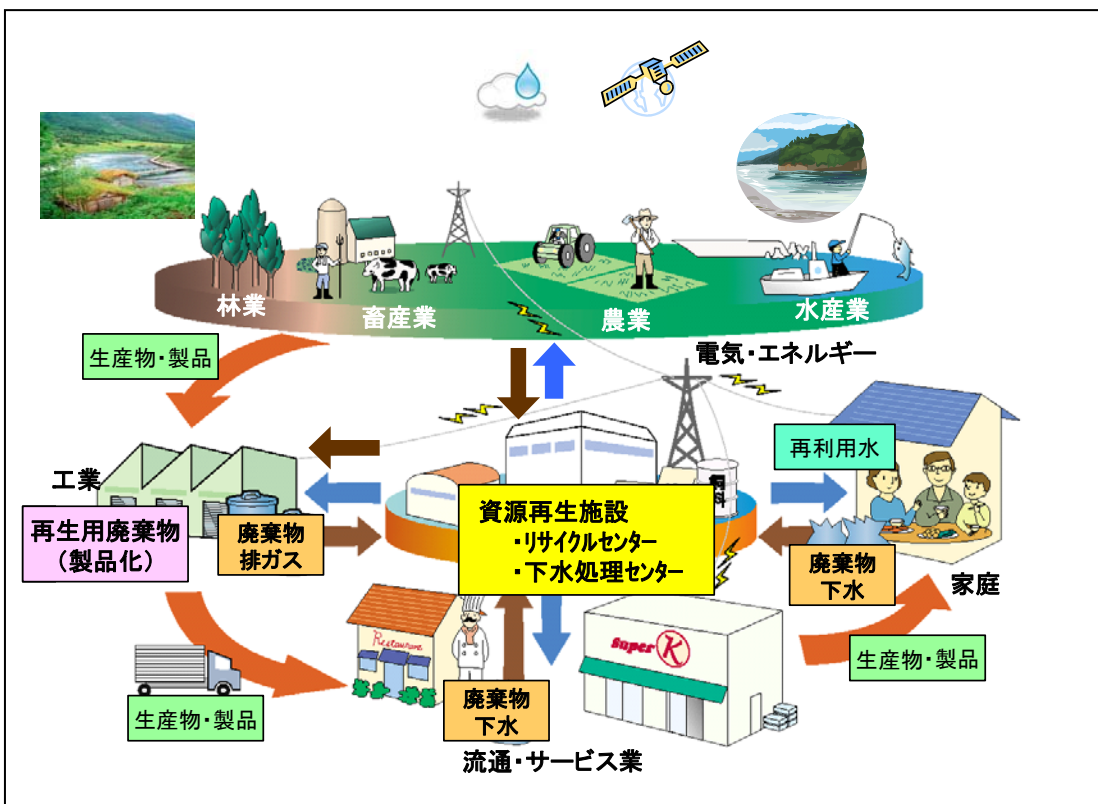 林業
畜産業
農業
水産業
生産物・製品
電気・エネルギー
再利用水
工業
再生用廃棄物
（製品化）
廃棄物
排ガス
資源再生施設
・リサイクルセンター
・下水処理センター
廃棄物
下水
家庭
Restaurant
Super K
生産物・製品
生産物・製品
廃棄物
下水
流通・サービス業